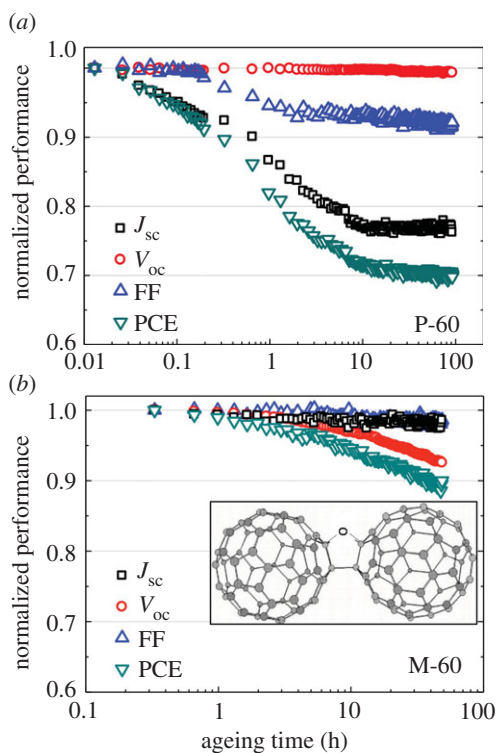 (a)
1.0
0.9
0.8
0.7
0.6
normalized performance
Jsc
Voc
FF
PCE
P-60
0.01 0.1 1 10 100
(b)
1.0
0.9
0.8
0.7
0.6
normalized performance
O
Jsc
Voc
FF
PCE
M-60
0.1 1 10 100
ageing time (h)